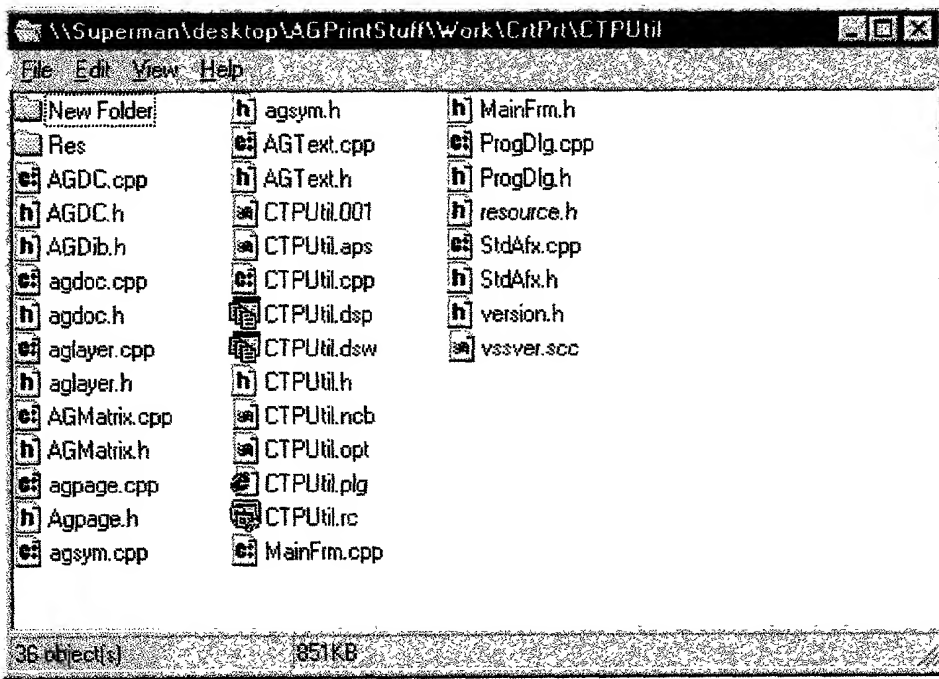 \\Superman\desktop\AGPrintStuff\Work\CrtPrt\CTPUtil
File Edit View Help
New Folder
Res
AGDC.cpp
AGDC.h
AGDib.h
agdoc.cpp
agdoc.h
aglayer.cpp
aglayer.h
AGMatrix.cpp
AGMatrix.h
agpage.cpp
Agpage.h
agsym.cpp
agsym.h
AGText.cpp
AGText.h
CTPUtil.001
CTPUtil.aps
CTPUtil.cpp
CTPUtil.dsp
CTPUtil.dsw
CTPUtil.h
CTPUtil.ncb
CTPUtil.opt
CTPUtil.plg
CTPUtil.rc
MainFrm.cpp
MainFrm.h
ProgDlg.cpp
ProgDlg.h
resource.h
StdAfx.cpp
StdAfx.h
version.h
vssver.scc
36 object(s) 851KB